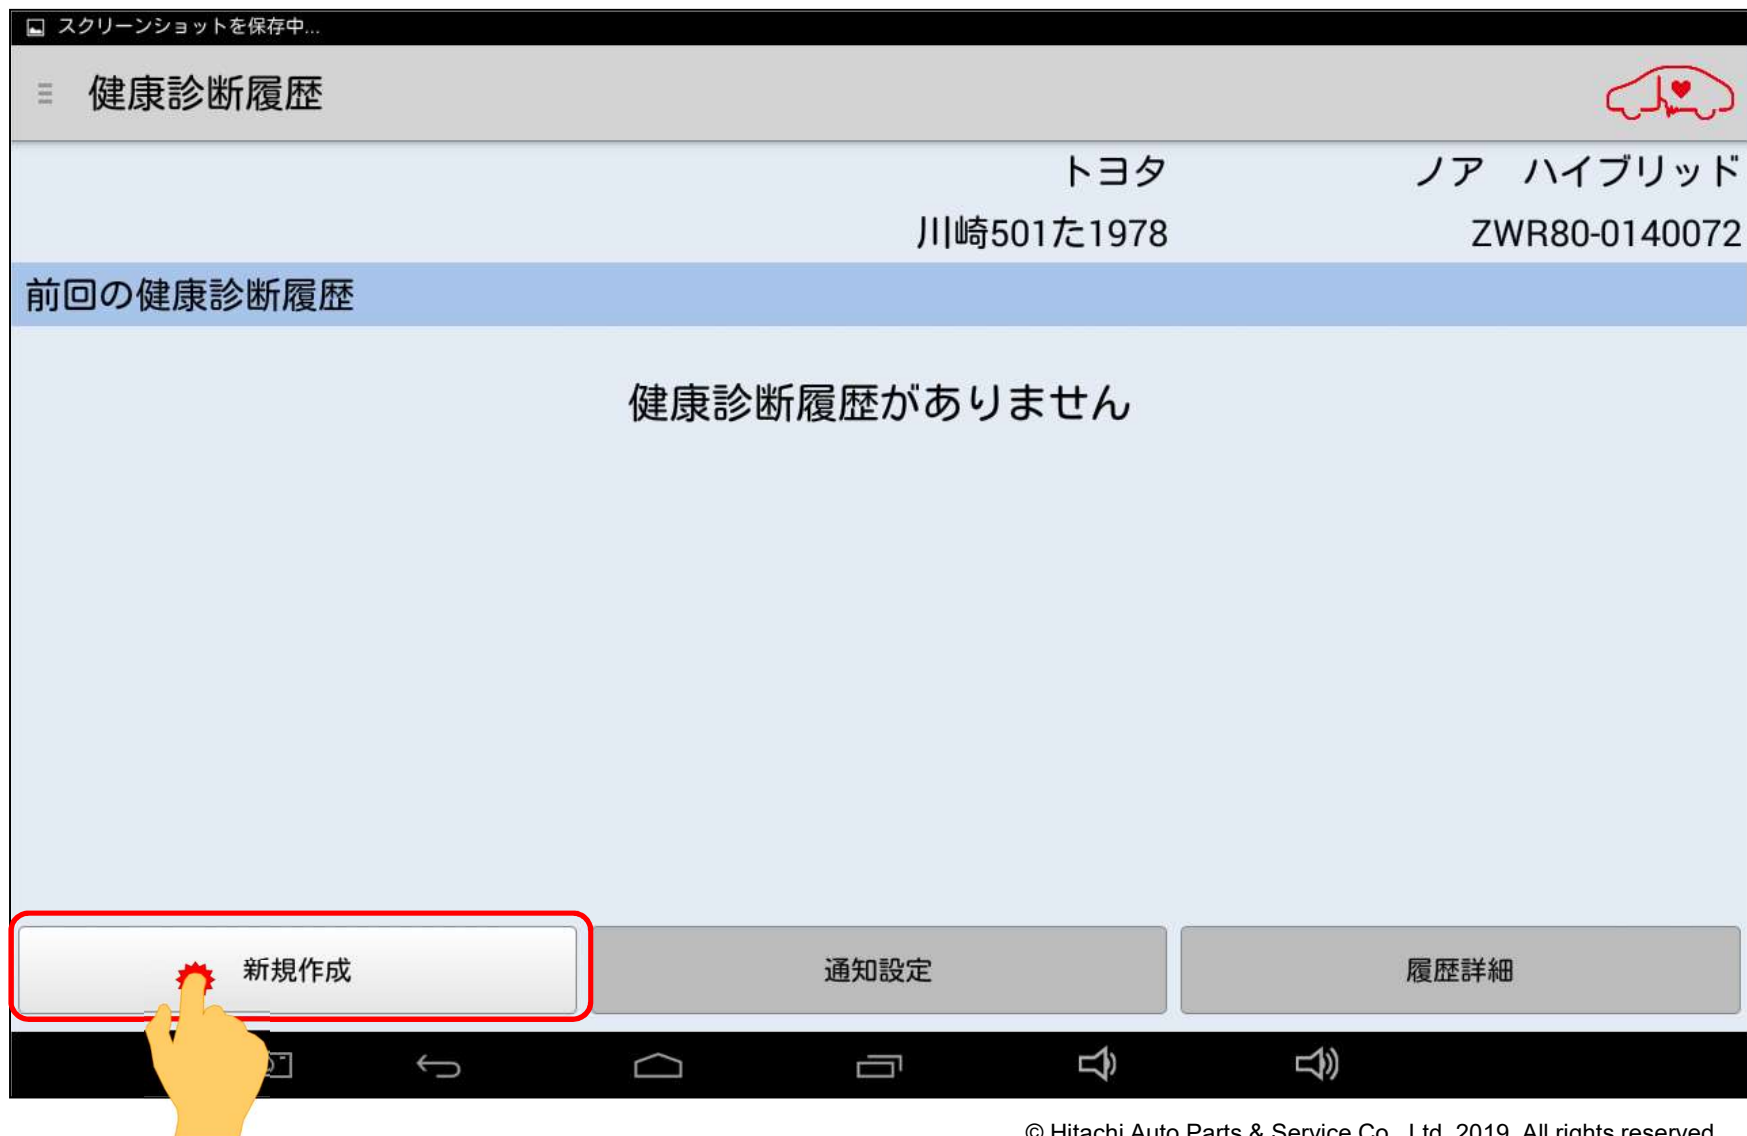 スクリーンショットを保存中...
健康診断履歴
トヨタ ノア ハイブリッド
川崎501た1978 ZWR80-0140072
前回の健康診断履歴
健康診断履歴がありません
新規作成 通知設定 履歴詳細
© Hitachi Auto Parts & Service Co., Ltd. 2019. All rights reserved.